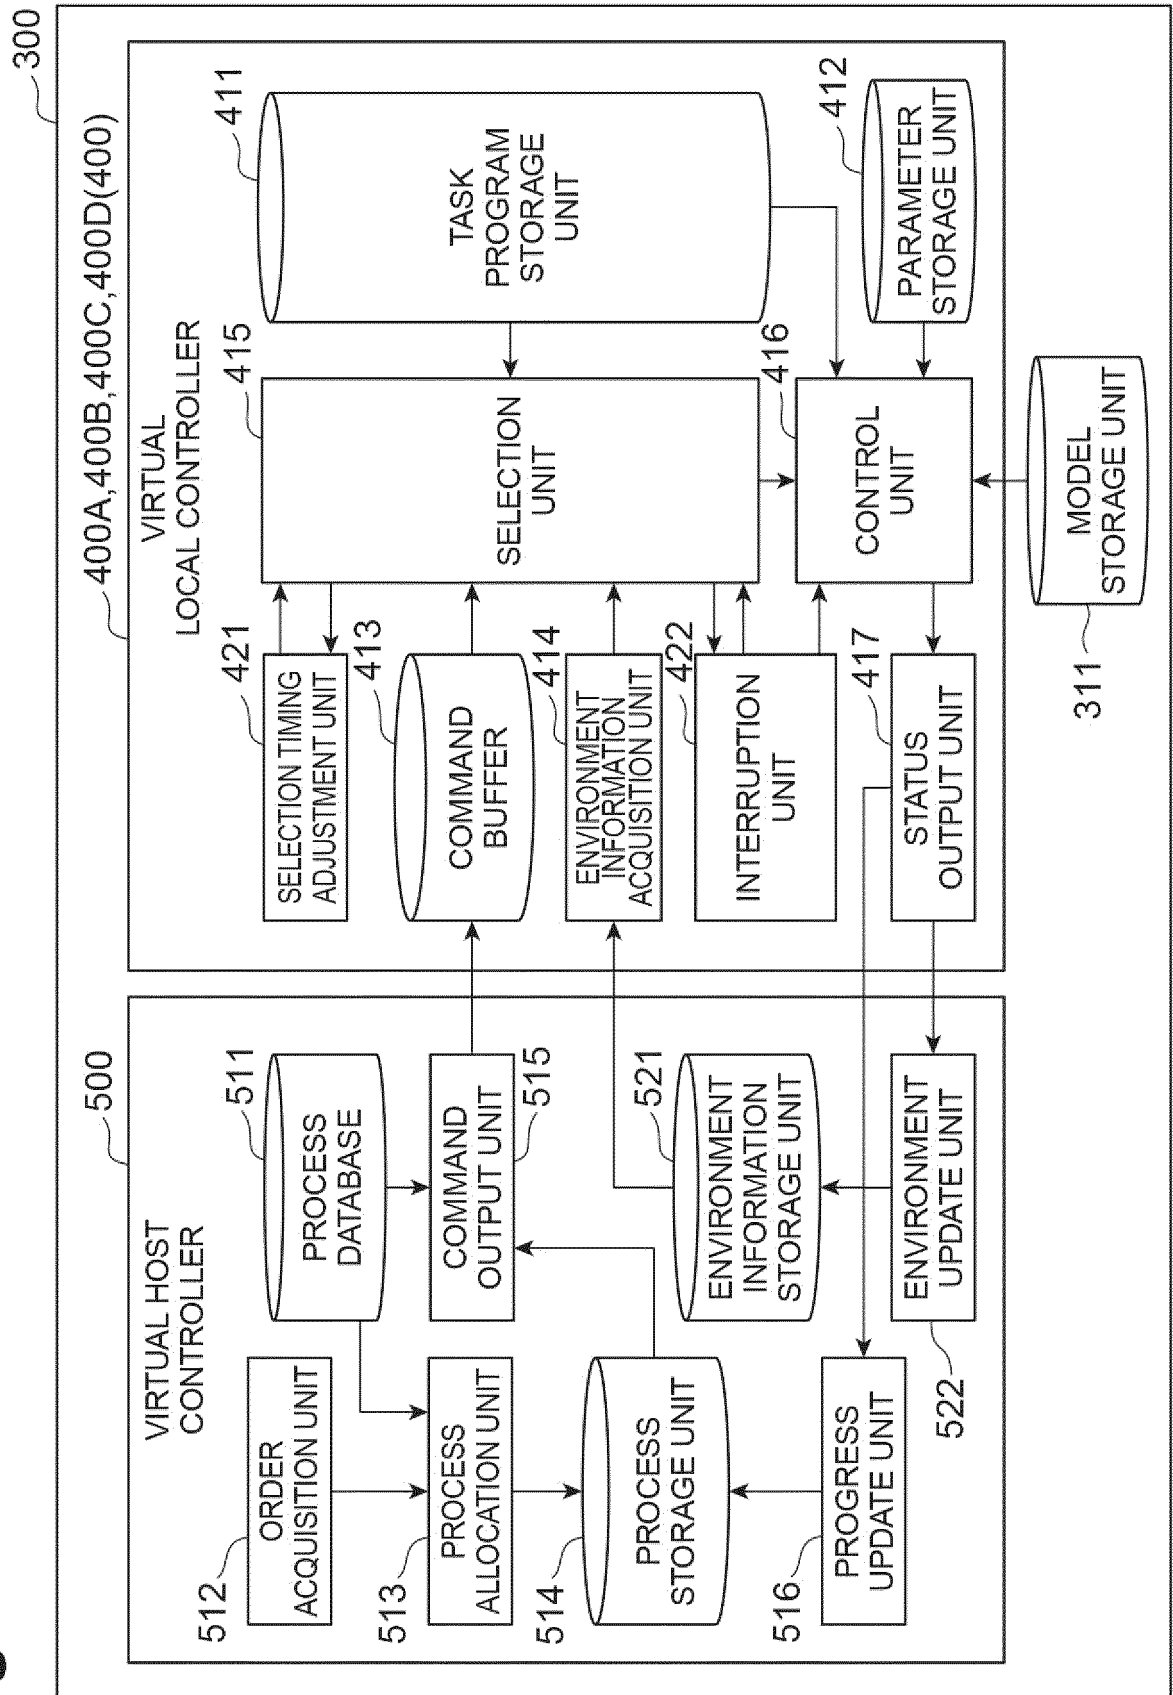 300
500
VIRTUAL HOST
CONTROLLER
512
ORDER
ACQUISITION UNIT
511
PROCESS
DATABASE
513
PROCESS
ALLOCATION UNIT
COMMAND
OUTPUT UNIT
515
514
PROCESS
STORAGE UNIT
521
ENVIRONMENT
INFORMATION
STORAGE UNIT
516
PROGRESS
UPDATE UNIT
522
ENVIRONMENT
UPDATE UNIT
400A,400B,400C,400D(400)
VIRTUAL
LOCAL CONTROLLER
421
SELECTION TIMING
ADJUSTMENT UNIT
413
COMMAND
BUFFER
414
ENVIRONMENT
INFORMATION
ACQUISITION UNIT
422
INTERRUPTION
UNIT
417
STATUS
OUTPUT UNIT
415
SELECTION
UNIT
416
CONTROL
UNIT
411
TASK
PROGRAM
STORAGE
UNIT
412
PARAMETER
STORAGE UNIT
311
MODEL
STORAGE UNIT